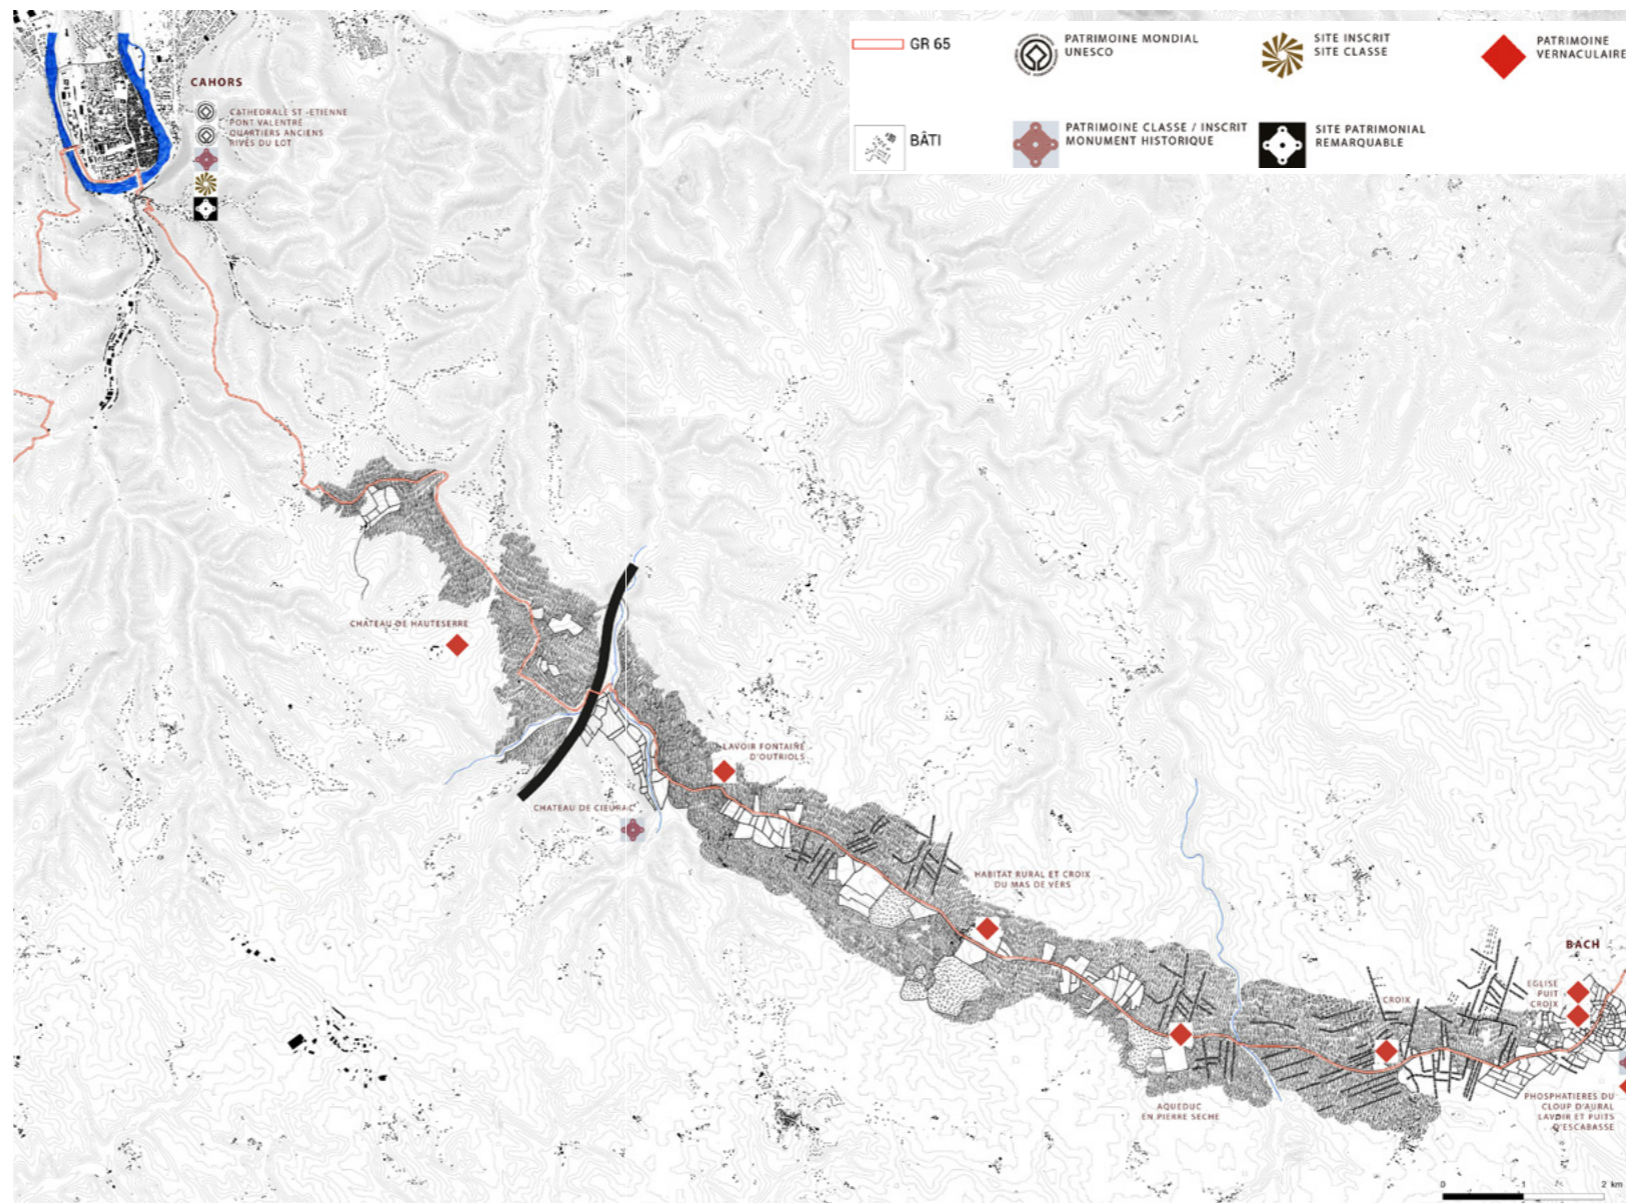 GR 65
PATRIMOINE MONDIAL
UNESCO
SITE INSCRIT
SITE CLASSE
PATRIMOINE
VERNACULAIRE
BÂTI
PATRIMOINE CLASSE / INSCRIT
MONUMENT HISTORIQUE
SITE PATRIMONIAL
REMARQUABLE
CAHORS
CATHEDRALE ST-ETIENNE
PONT VALENTRÉ
QUARTIERS ANCIENS
RIVES DU LOT
CHÂTEAU DE HAUTESERRE
LAVOIR FONTAINE
D'OUTRIOLS
CHATEAU DE CIEURAC
HABITAT RURAL ET CROIX
DU MAS DE VERS
BACH
EGLISE
PUIT
CROIX
CROIX
AQUEDUC
EN PIERRE SECHE
PHOSPHATIERES DU
CLOUP D'AURAL
LAVOIR ET PUITS
D'ESCABASSE
0 1 2 km